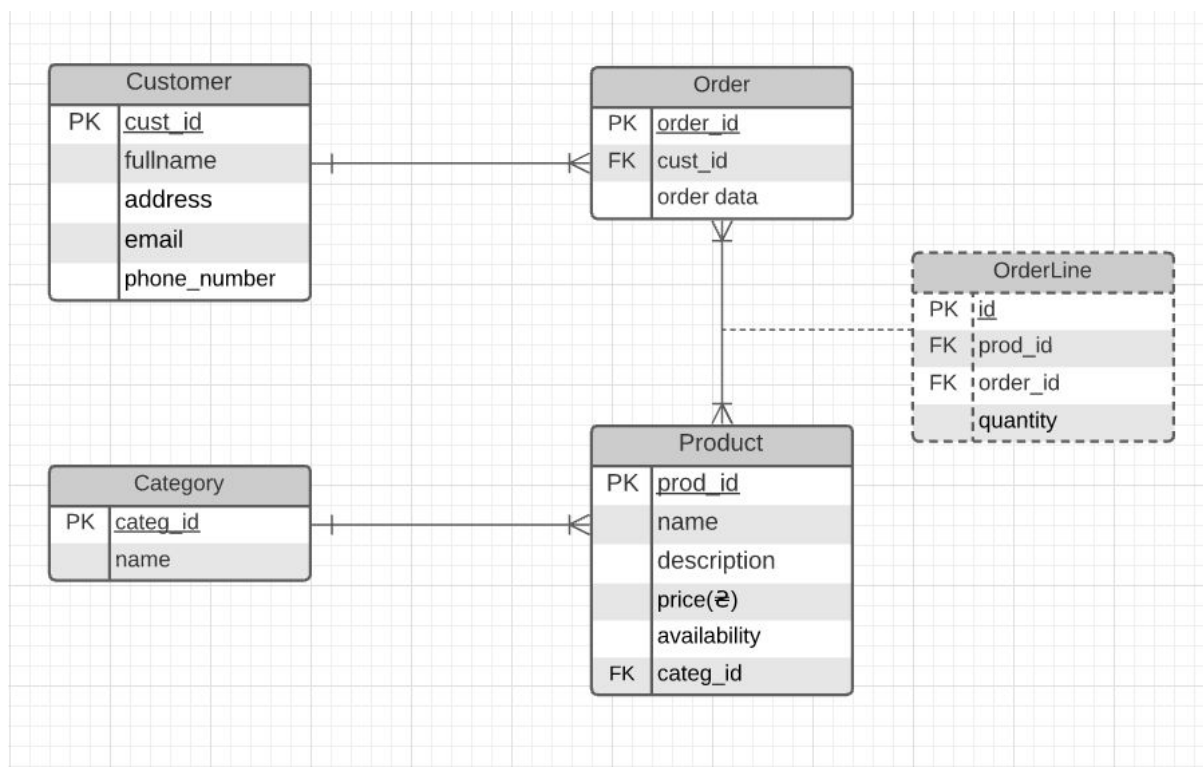 Customer
PK cust_id
fullname
address
email
phone_number
Order
PK order_id
FK cust_id
order data
OrderLine
PK id
FK prod_id
FK order_id
quantity
Category
PK categ_id
name
Product
PK prod_id
name
description
price(₴)
availability
FK categ_id